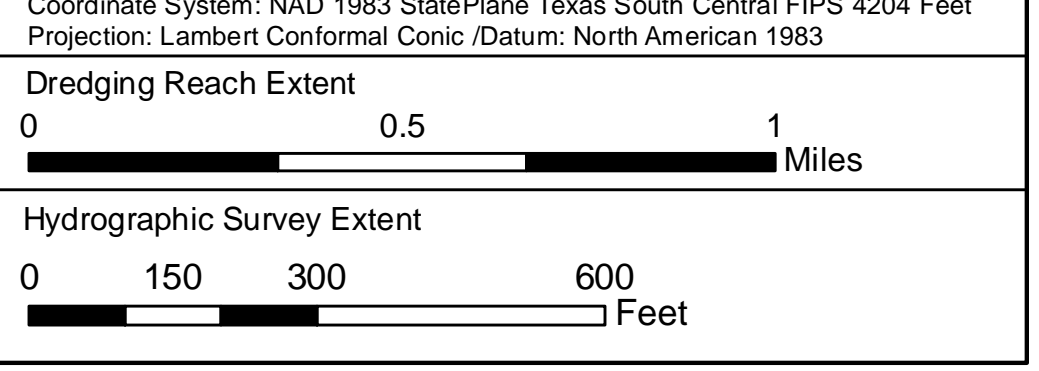 Coordinate System: NAD 1983 StatePlane Texas South Central FIPS 4204 Feet
Projection: Lambert Conformal Conic /Datum: North American 1983
Dredging Reach Extent
0 0.5 1
Miles
Hydrographic Survey Extent
0 150 300 600
Feet